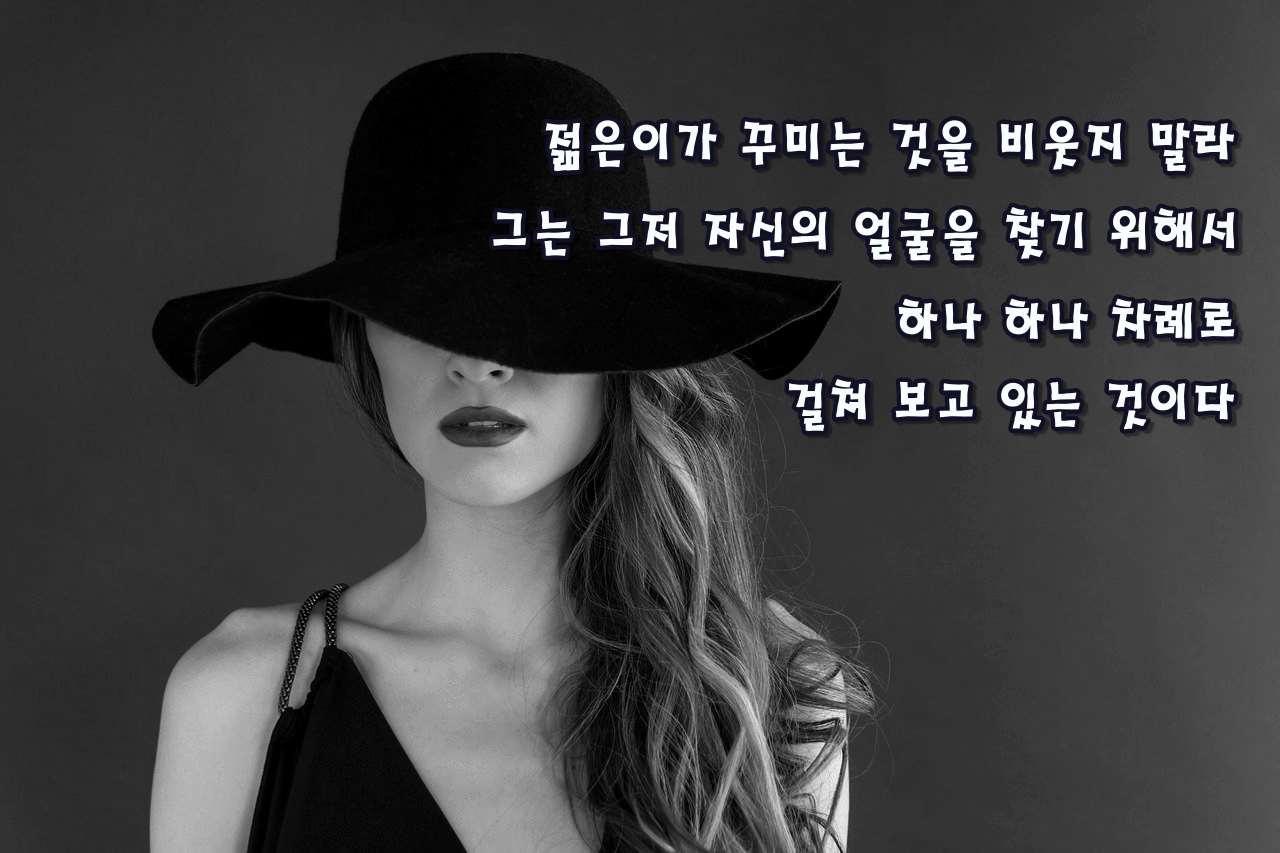 젊은이가 꾸미는 것을 비웃지 말라
그는 그저 자신의 얼굴을 찾기 위해서
하나 하나 차례로
걸쳐 보고 있는 것이다